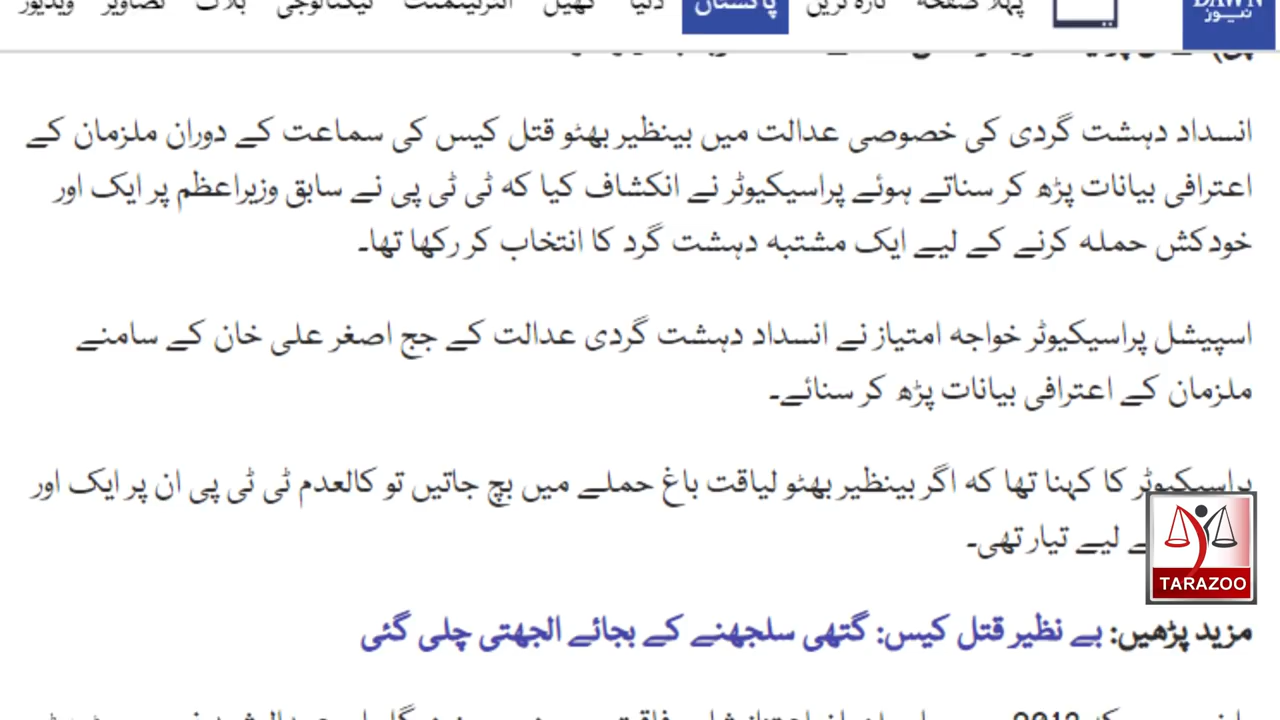 پہلا صفحہ تازہ ترین پاکستان دنیا کھیل انٹرٹینمنٹ ٹیکنالوجی بلاگ تصاویر ویڈیوز
DAWN
نیوز
انسداد دہشت گردی کی خصوصی عدالت میں بینظیر بھٹو قتل کیس کی سماعت کے دوران ملزمان کے
اعترافی بیانات پڑھ کر سناتے ہوئے پراسیکیوٹر نے انکشاف کیا کہ ٹی ٹی پی نے سابق وزیراعظم پر ایک اور
خودکش حملہ کرنے کے لیے ایک مشتبہ دہشت گرد کا انتخاب کر رکھا تھا۔
اسپیشل پراسیکیوٹر خواجہ امتیاز نے انسداد دہشت گردی عدالت کے جج اصغر علی خان کے سامنے
ملزمان کے اعترافی بیانات پڑھ کر سنائے۔
پراسیکیوٹر کا کہنا تھا کہ اگر بینظیر بھٹو لیاقت باغ حملے میں بچ جاتیں تو کالعدم ٹی ٹی پی ان پر ایک اور
لیے تیار تھی۔
TARAZOO
مزید پڑھیں: بے نظیر قتل کیس: گتھی سلجھنے کے بجائے الجھتی چلی گئی